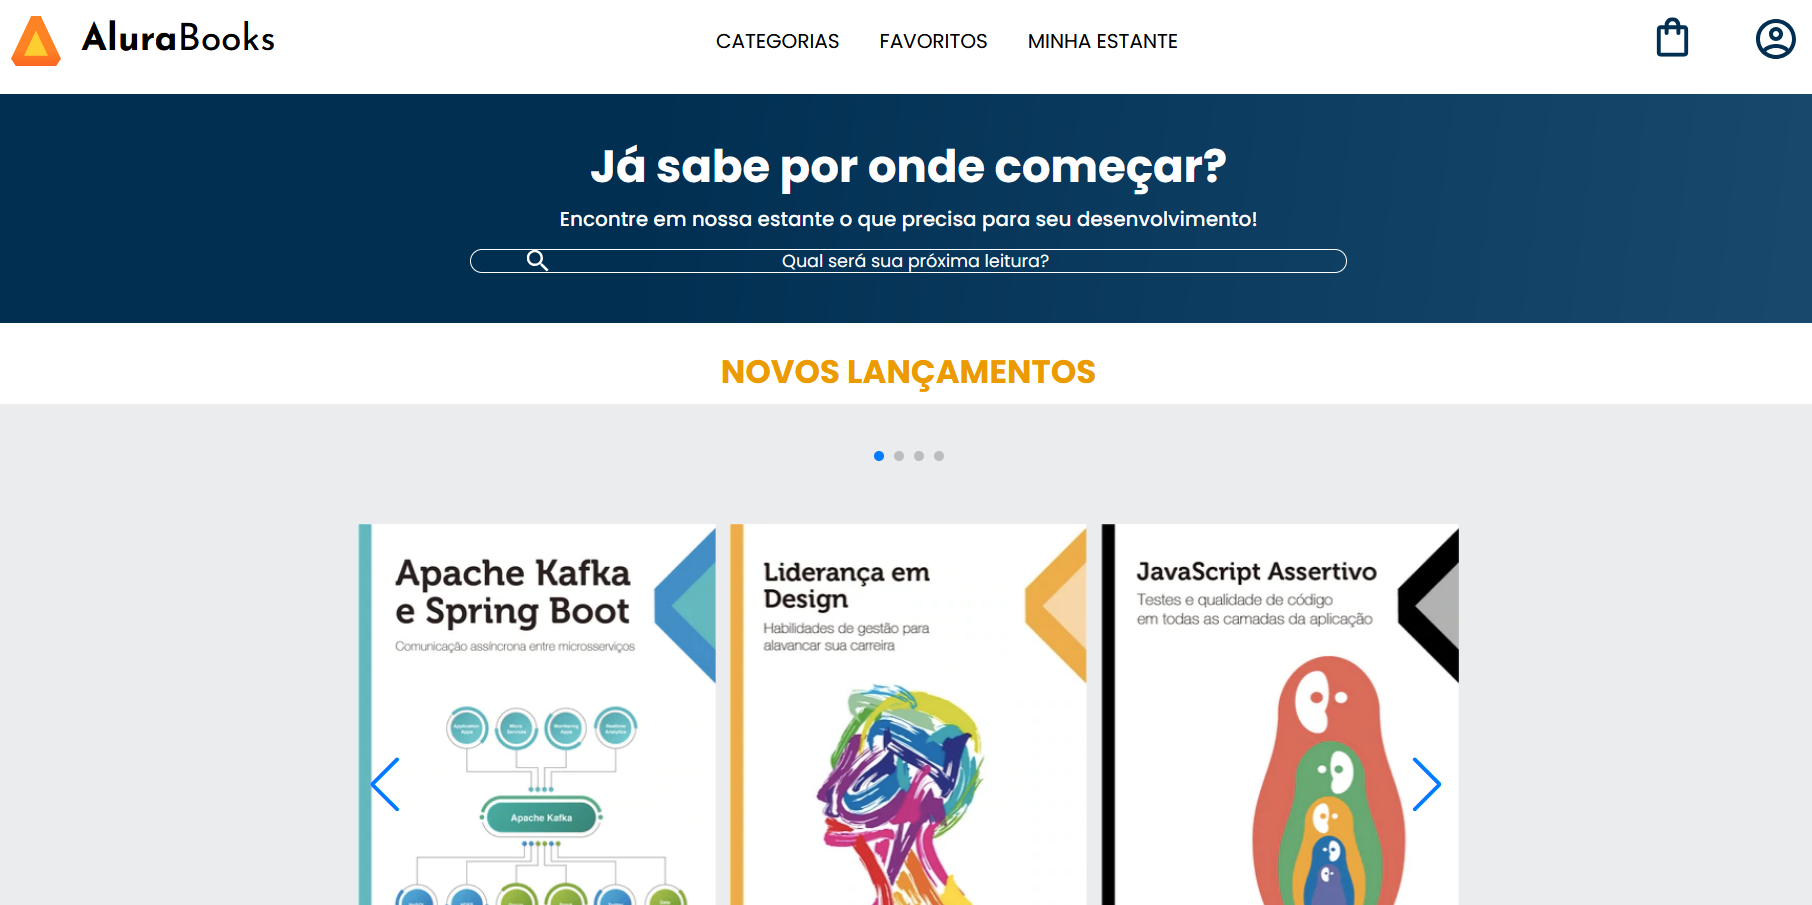 AluraBooks
CATEGORIAS
FAVORITOS
MINHA ESTANTE
Já sabe por onde começar?
Encontre em nossa estante o que precisa para seu desenvolvimento!
Qual será sua próxima leitura?
NOVOS LANÇAMENTOS
Apache Kafka
e Spring Boot
Comunicação assíncrona entre microsserviços
Apache Kafka
Liderança em
Design
Habilidades de gestão para
alavancar sua carreira
JavaScript Assertivo
Testes e qualidade de código
em todas as camadas da aplicação